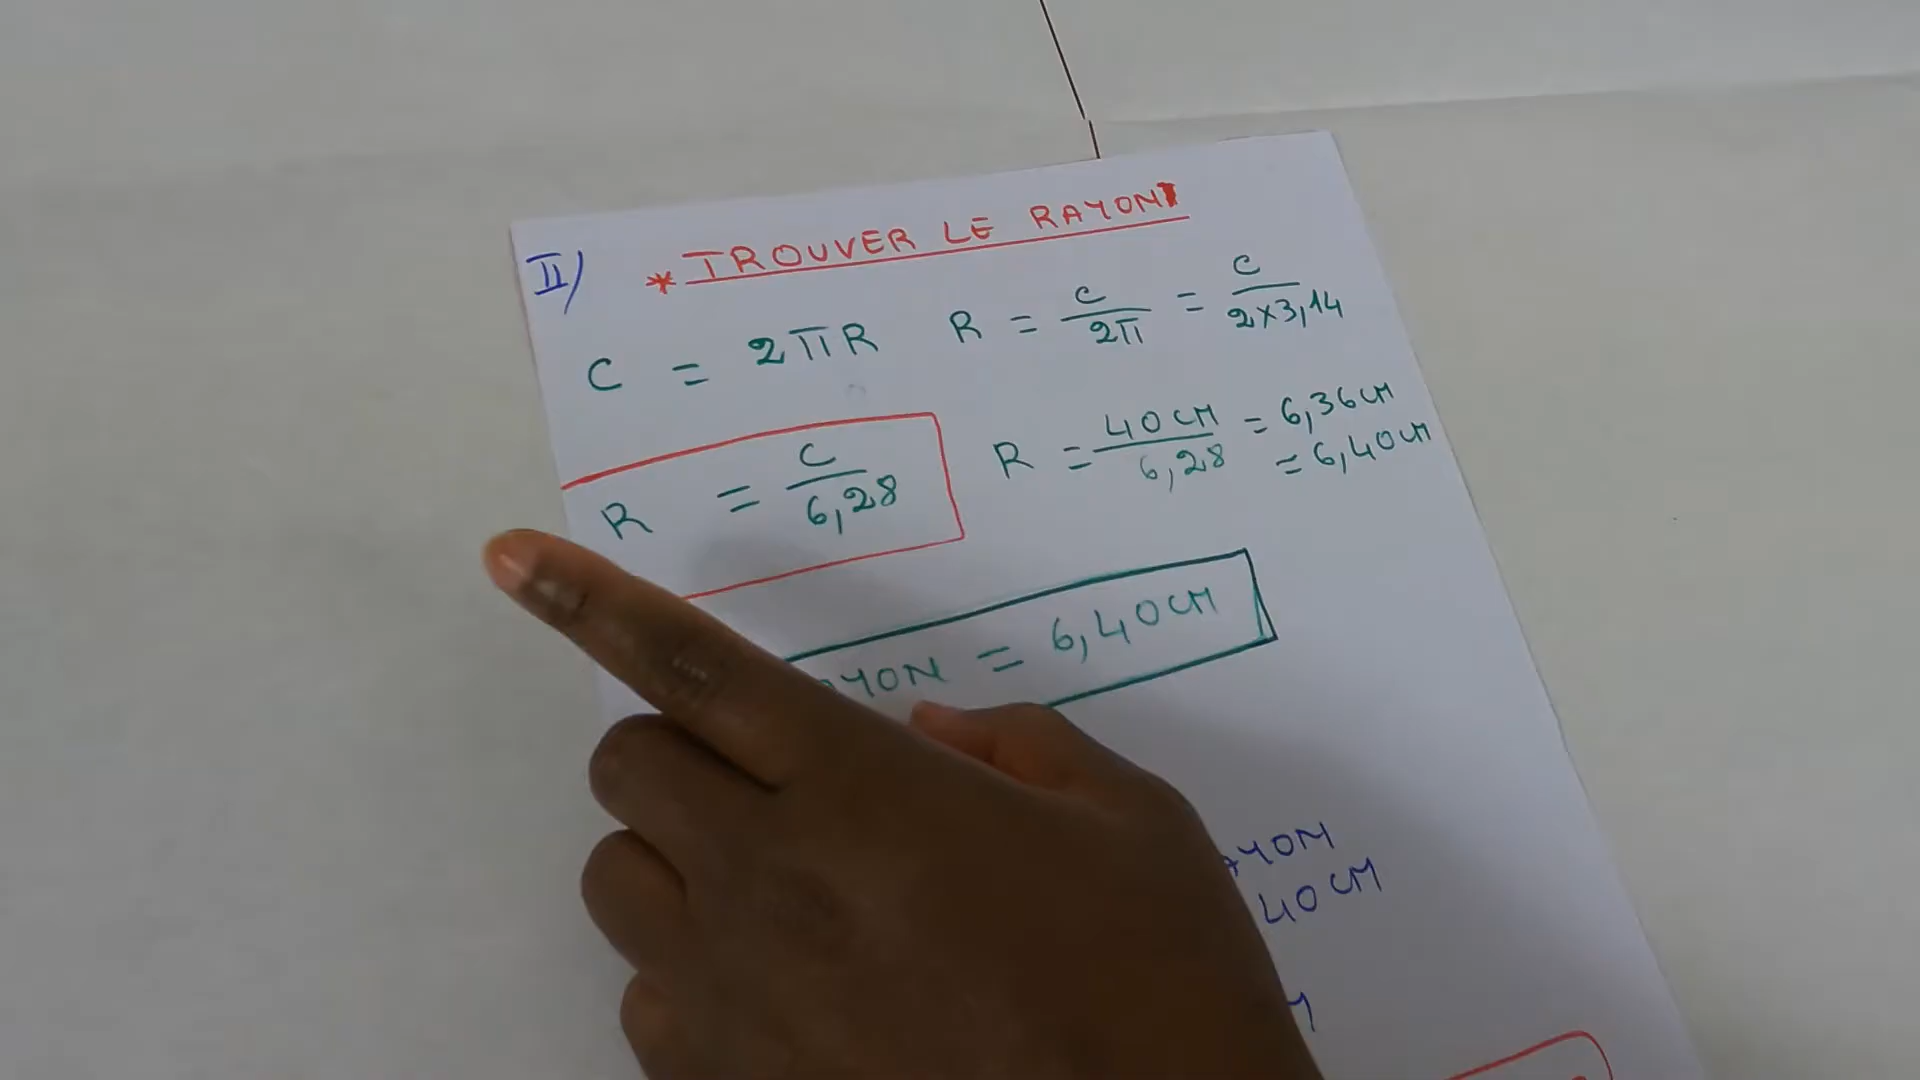 II) * TROUVER LE RAYON
C = 2πR R = C/2π = C/2×3,14
R = C/6,28
R = 40CM/6,28 = 6,36CM
= 6,40CM
= 6,40CM
40CM